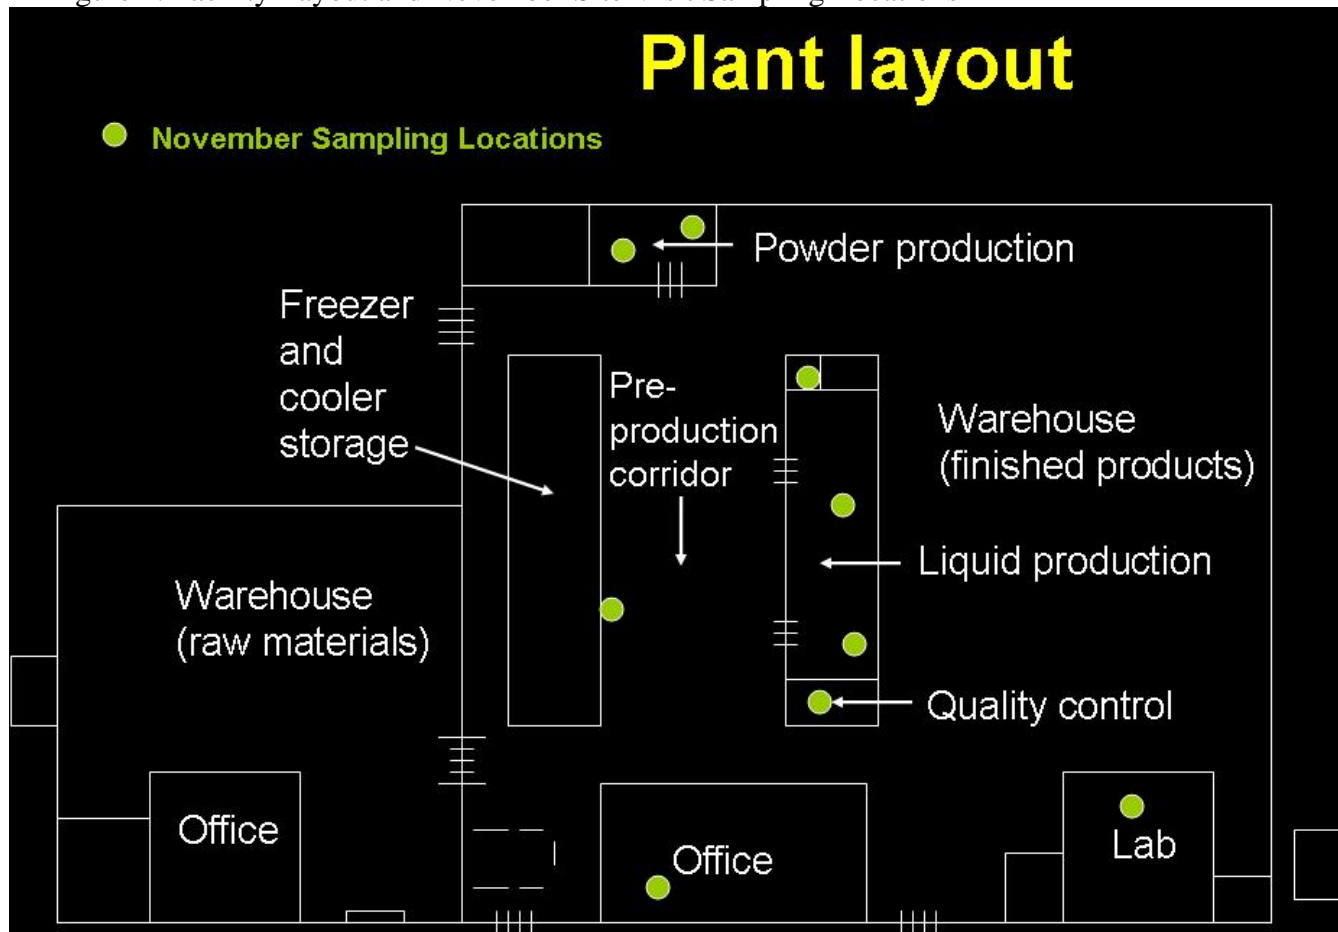 Plant layout
November Sampling Locations
Powder production
Freezer
and
cooler
storage
Pre-
production
corridor
Warehouse
(finished products)
Liquid production
Warehouse
(raw materials)
Quality control
Office
Office
Lab